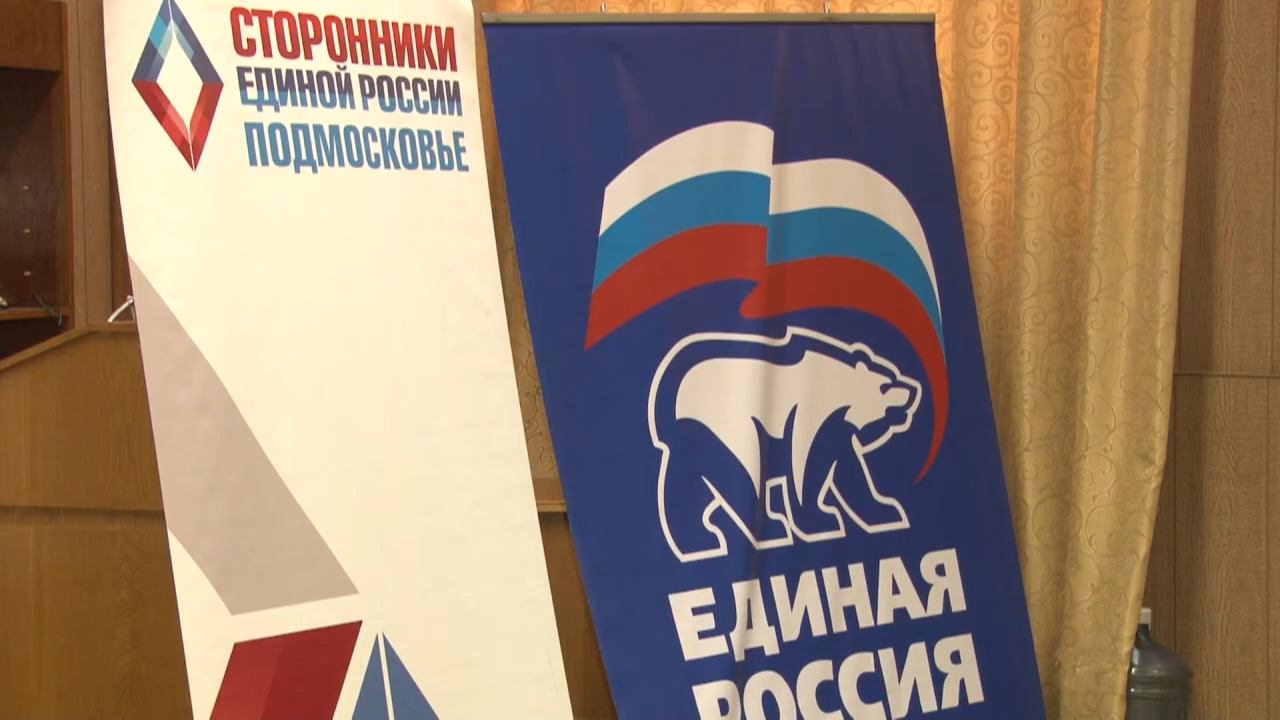 СТОРОННИКИ
ЕДИНОЙ РОССИИ
ПОДМОСКОВЬЕ
ЕДИНАЯ
РОССИЯ